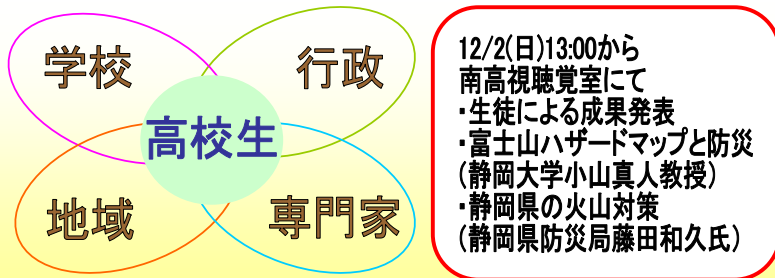 学校
行政
高校生
地域
専門家
12/2(日)13:00から
南高視聴覚室にて
・生徒による成果発表
・富士山ハザードマップと防災
(静岡大学小山真人教授)
・静岡県の火山対策
(静岡県防災局藤田和久氏)